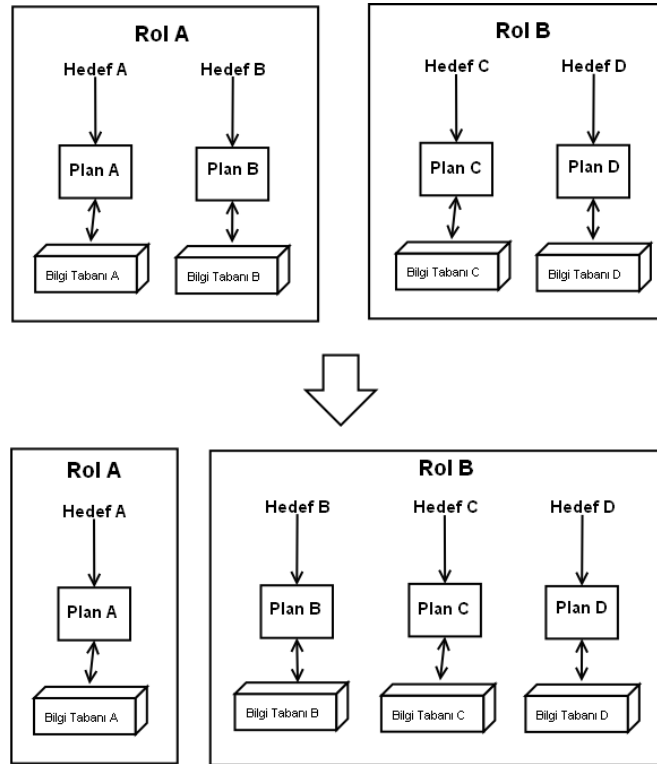 Rol A
Rol B
Hedef A
Hedef B
Hedef C
Hedef D
Plan A
Plan B
Plan C
Plan D
Bilgi Tabanı A
Bilgi Tabanı B
Bilgi Tabanı C
Bilgi Tabanı D
Rol A
Rol B
Hedef A
Hedef B
Hedef C
Hedef D
Plan A
Plan B
Plan C
Plan D
Bilgi Tabanı A
Bilgi Tabanı B
Bilgi Tabanı C
Bilgi Tabanı D